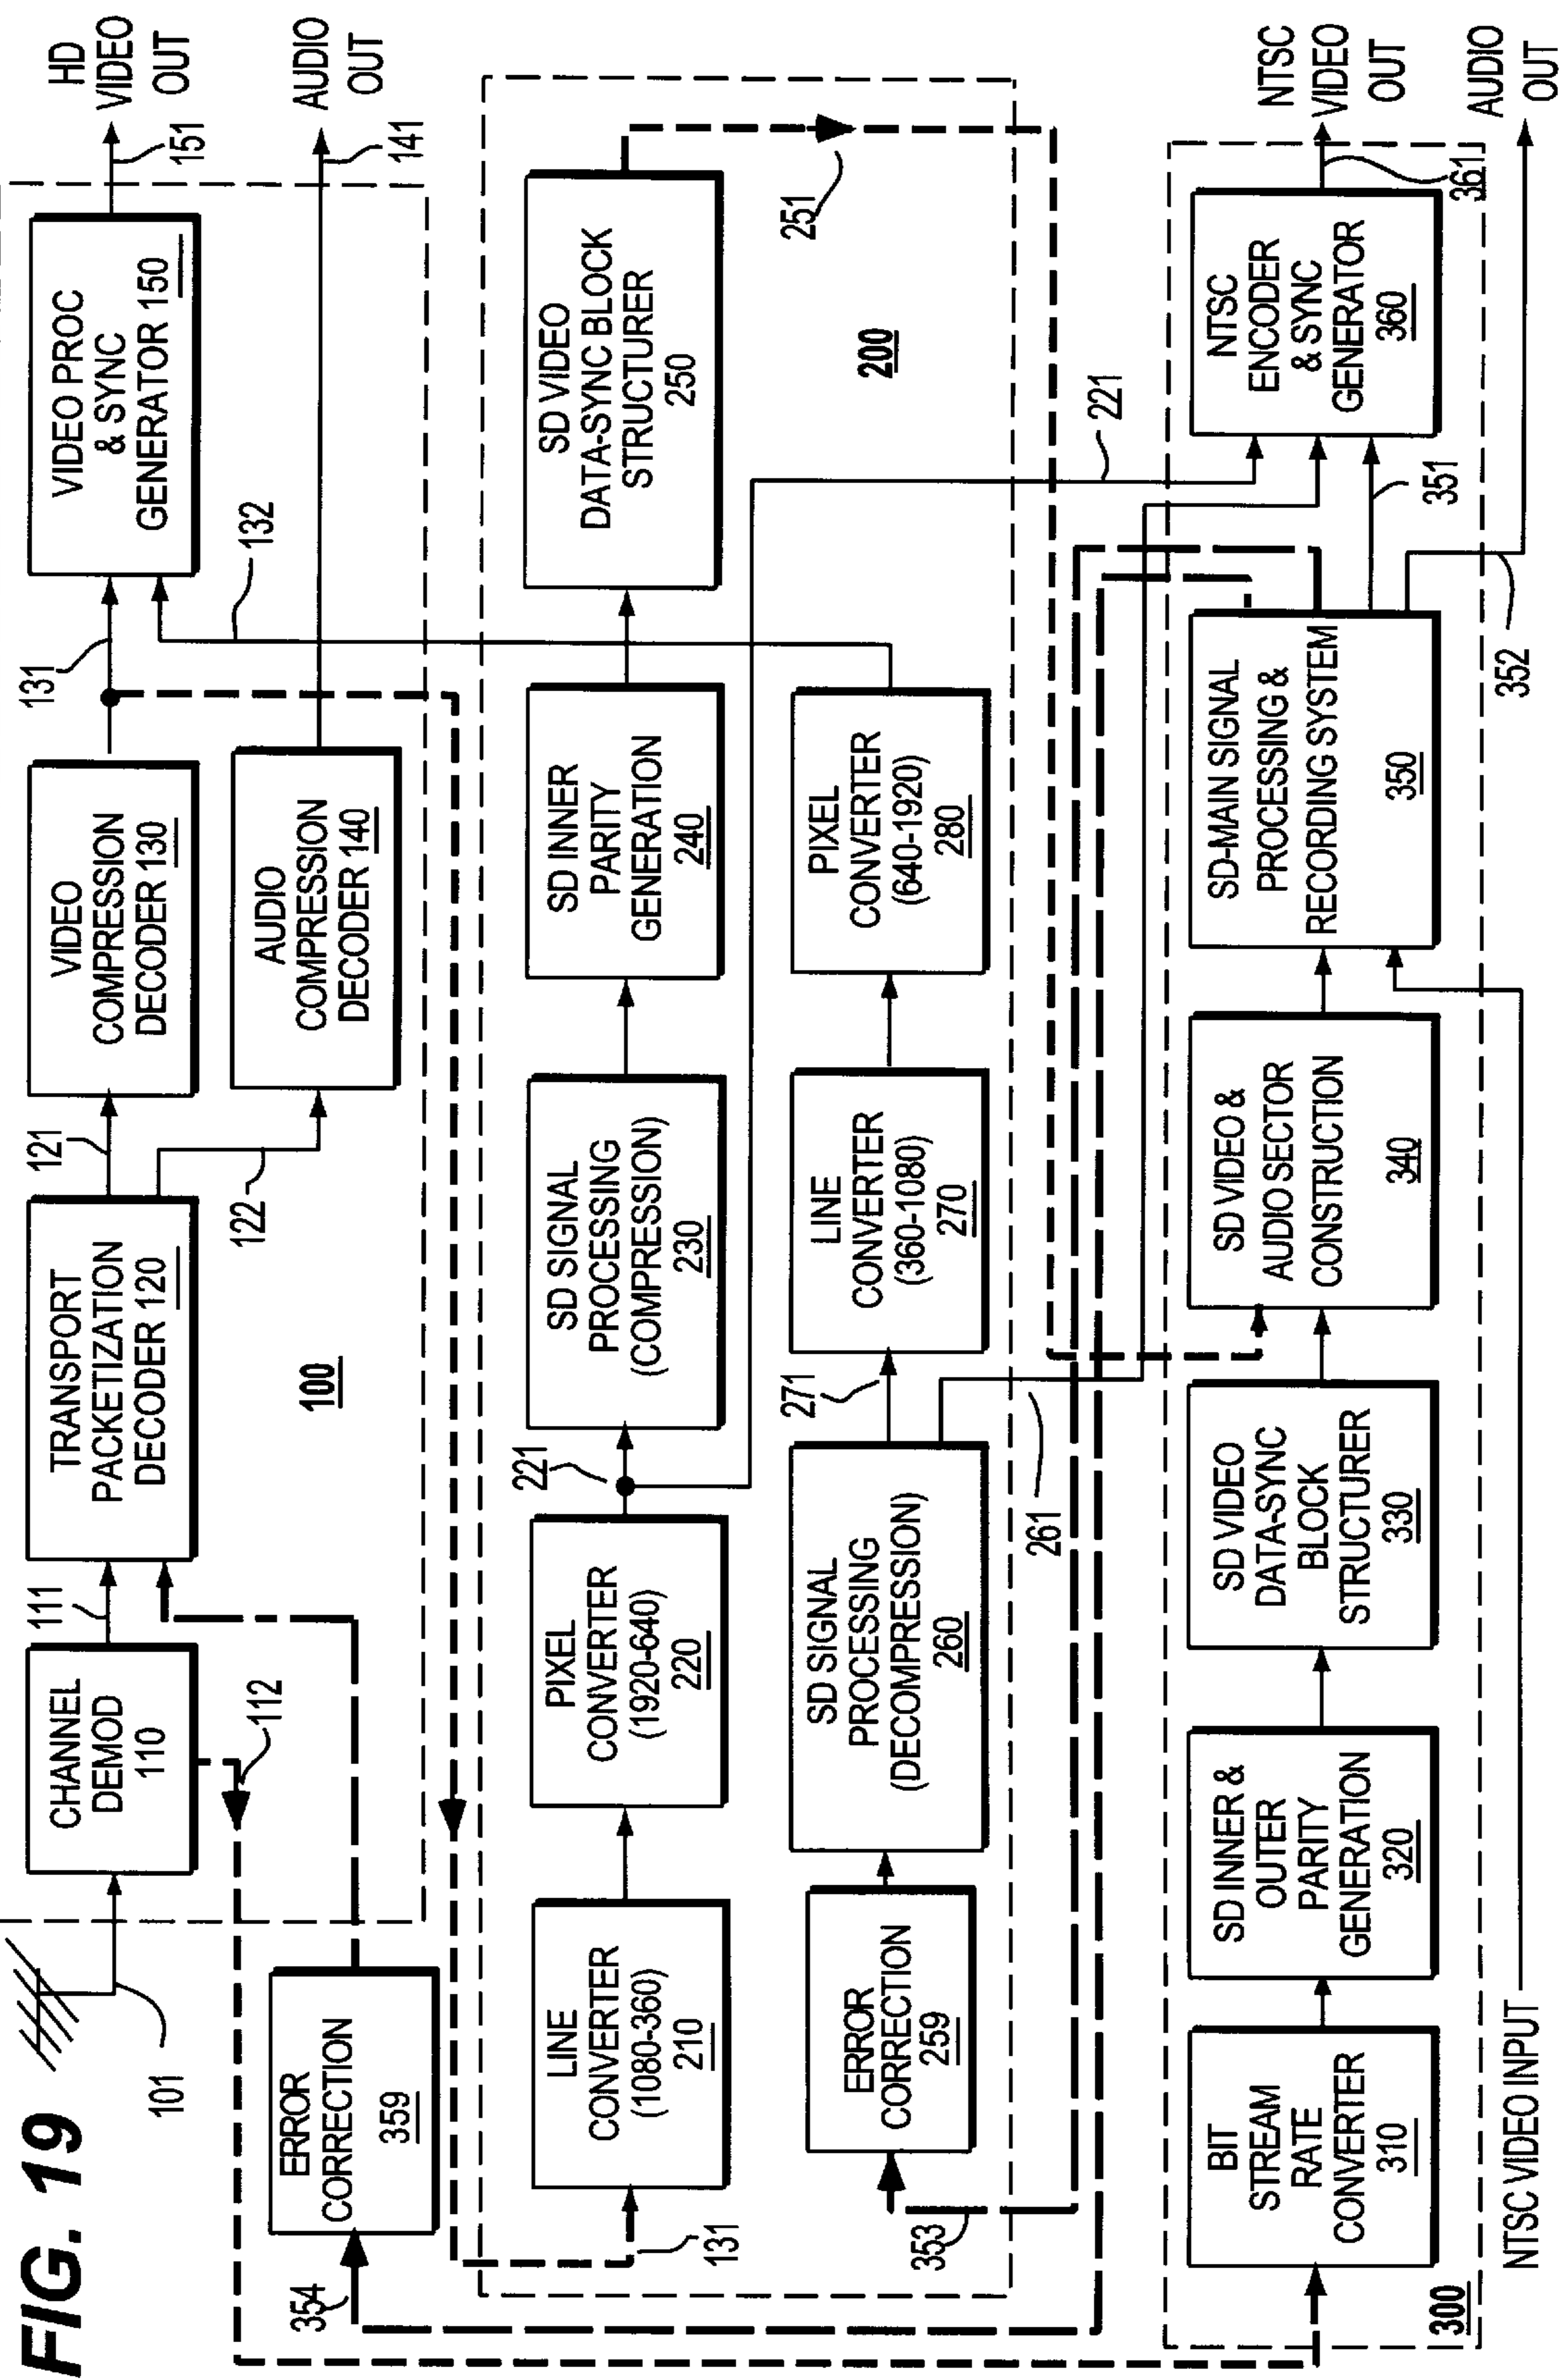 FIG. 19
101
CHANNEL
DEMOD
110
111
112
TRANSPORT
PACKETIZATION
DECODER 120
121
122
VIDEO
COMPRESSION
DECODER 130
131
AUDIO
COMPRESSION
DECODER 140
132
VIDEO PROC
& SYNC
GENERATOR 150
151
HD
VIDEO
OUT
141
AUDIO
OUT
100
354
ERROR
CORRECTION
359
131
LINE
CONVERTER
(1080-360)
210
PIXEL
CONVERTER
(1920-640)
220
221
SD SIGNAL
PROCESSING
(COMPRESSION)
230
SD INNER
PARITY
GENERATION
240
SD VIDEO
DATA-SYNC BLOCK
STRUCTURER
250
251
200
353
ERROR
CORRECTION
259
SD SIGNAL
PROCESSING
(DECOMPRESSION)
260
261
271
LINE
CONVERTER
(360-1080)
270
PIXEL
CONVERTER
(640-1920)
280
221
300
BIT
STREAM
RATE
CONVERTER
310
SD INNER &
OUTER
PARITY
GENERATION
320
SD VIDEO
DATA-SYNC
BLOCK
STRUCTURER
330
SD VIDEO &
AUDIO SECTOR
CONSTRUCTION
340
SD-MAIN SIGNAL
PROCESSING &
RECORDING SYSTEM
350
351
352
NTSC
ENCODER
& SYNC
GENERATOR
360
361
NTSC
VIDEO
OUT
AUDIO
OUT
NTSC VIDEO INPUT